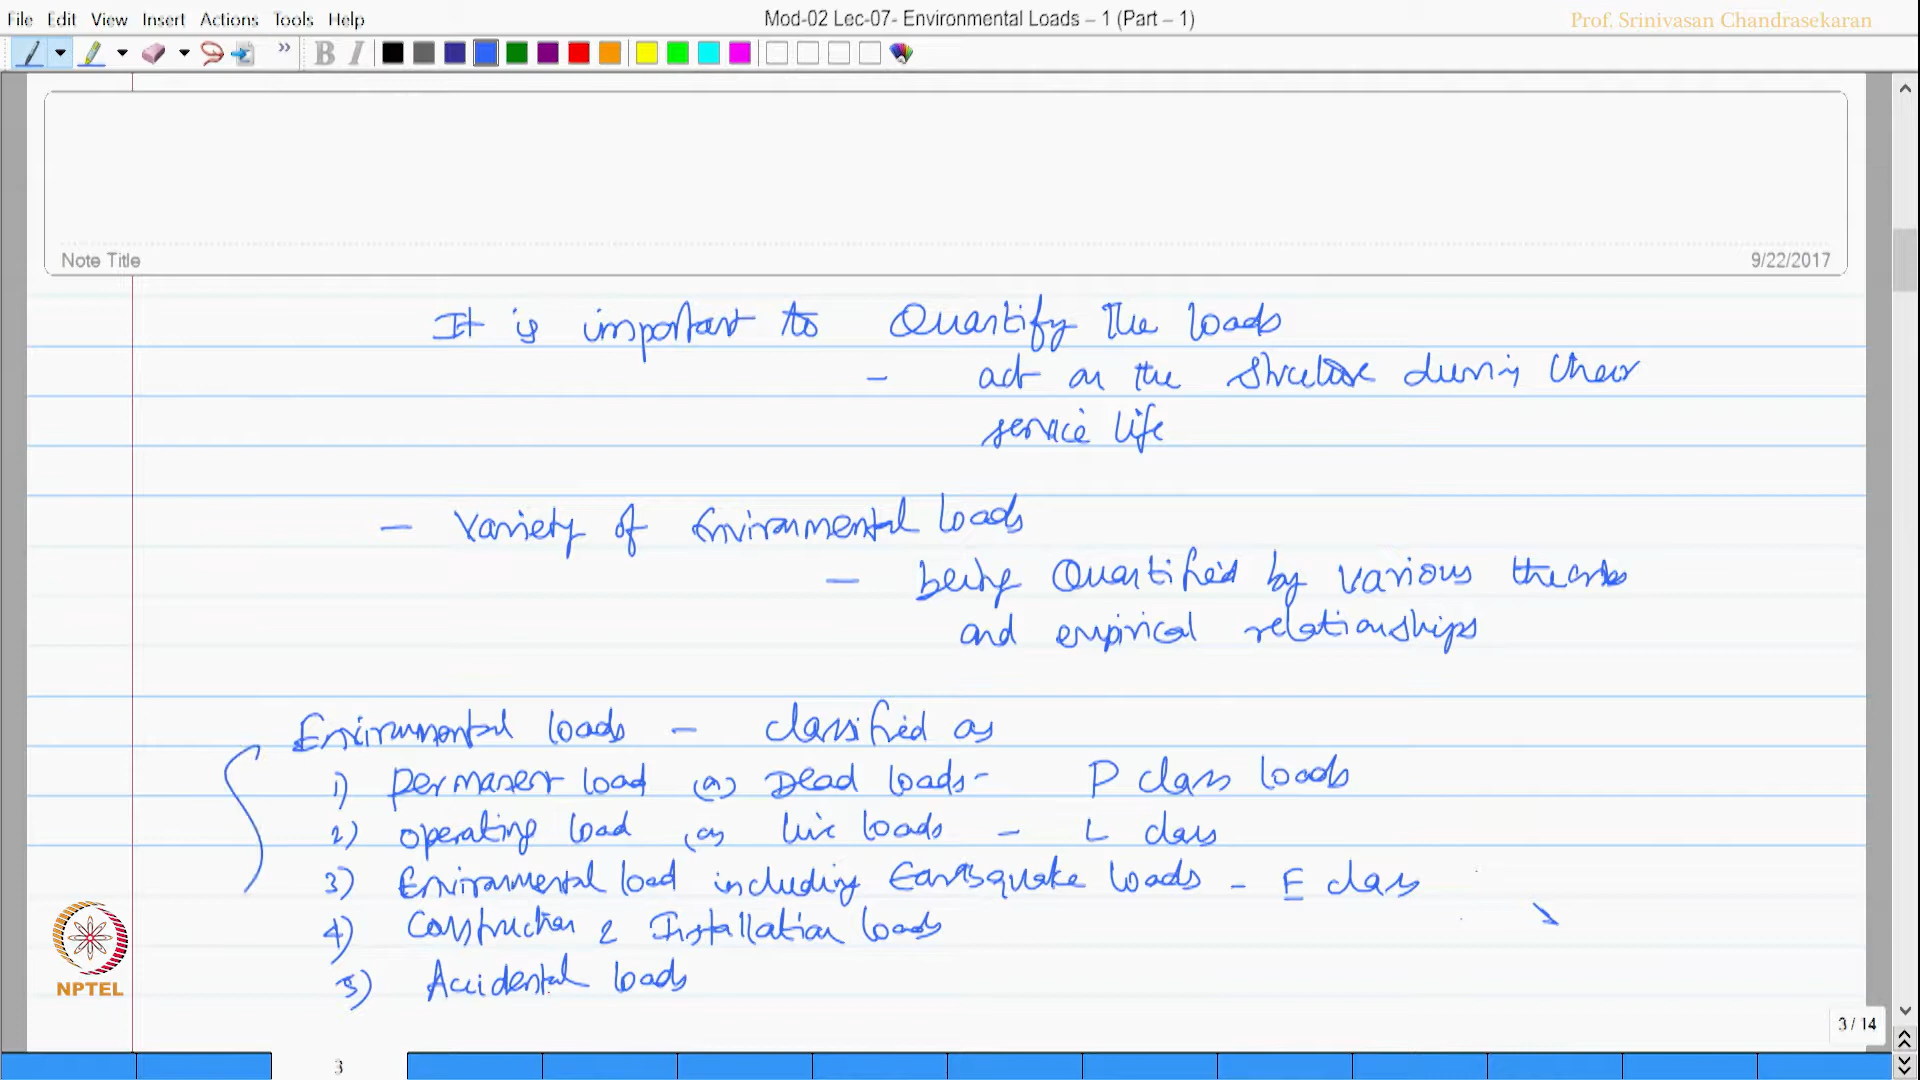 File Edit View Insert Actions Tools Help
Mod-02 Lec-07- Environmental Loads – 1 (Part – 1)
Prof. Srinivasan Chandrasekaran
B I
Note Title
9/22/2017
It is important to Quantify the loads
- act on the structure during their
service life
- Variety of Environmental loads
- being Quantified by various theories
and empirical relationships
Environmental loads - classified as
1) permanent load (or) Dead loads - P class loads
2) operating load (or) live loads - L class
3) Environmental load including Earthquake loads - E class
4) Construction & Installation loads
5) Accidental loads
NPTEL
3 / 14
3